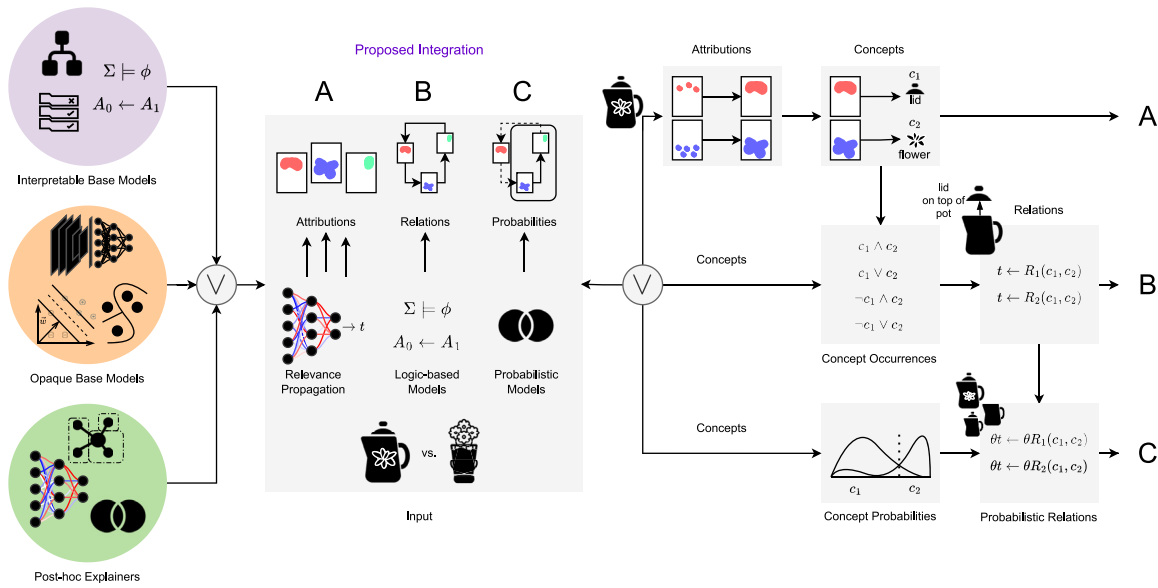 Σ ⊨ ϕ
A₀ ← A₁
Interpretable Base Models
Opaque Base Models
Post-hoc Explainers
∨
Proposed Integration
A
B
C
Attributions
Relations
Probabilities
→ t
Σ ⊨ ϕ
A₀ ← A₁
Relevance
Propagation
Logic-based
Models
Probabilistic
Models
vs.
Input
∨
Attributions
Concepts
c₁
lid
c₂
flower
A
lid
on top of
pot
Relations
Concepts
c₁ ∧ c₂
c₁ ∨ c₂
¬c₁ ∧ c₂
¬c₁ ∨ c₂
Concept Occurrences
t ← R₁(c₁, c₂)
t ← R₂(c₁, c₂)
B
Concepts
c₁
c₂
Concept Probabilities
θt ← θR₁(c₁, c₂)
θt ← θR₂(c₁, c₂)
Probabilistic Relations
C